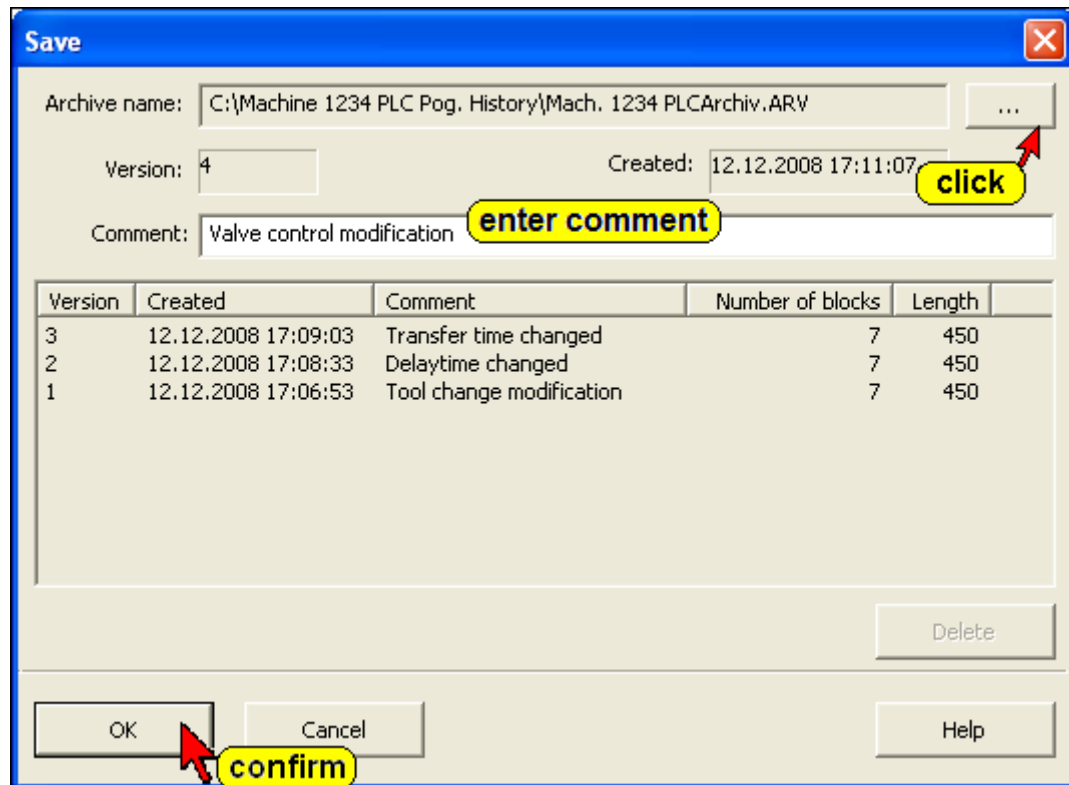 Save
Archive name: C:\Machine 1234 PLC Pog. History\Mach. 1234 PLCArchiv.ARV ...
Version: 4 Created: 12.12.2008 17:11:07
click
Comment: Valve control modification enter comment
Version Created Comment Number of blocks Length
3 12.12.2008 17:09:03 Transfer time changed 7 450
2 12.12.2008 17:08:33 Delaytime changed 7 450
1 12.12.2008 17:06:53 Tool change modification 7 450
Delete
OK Cancel Help
confirm